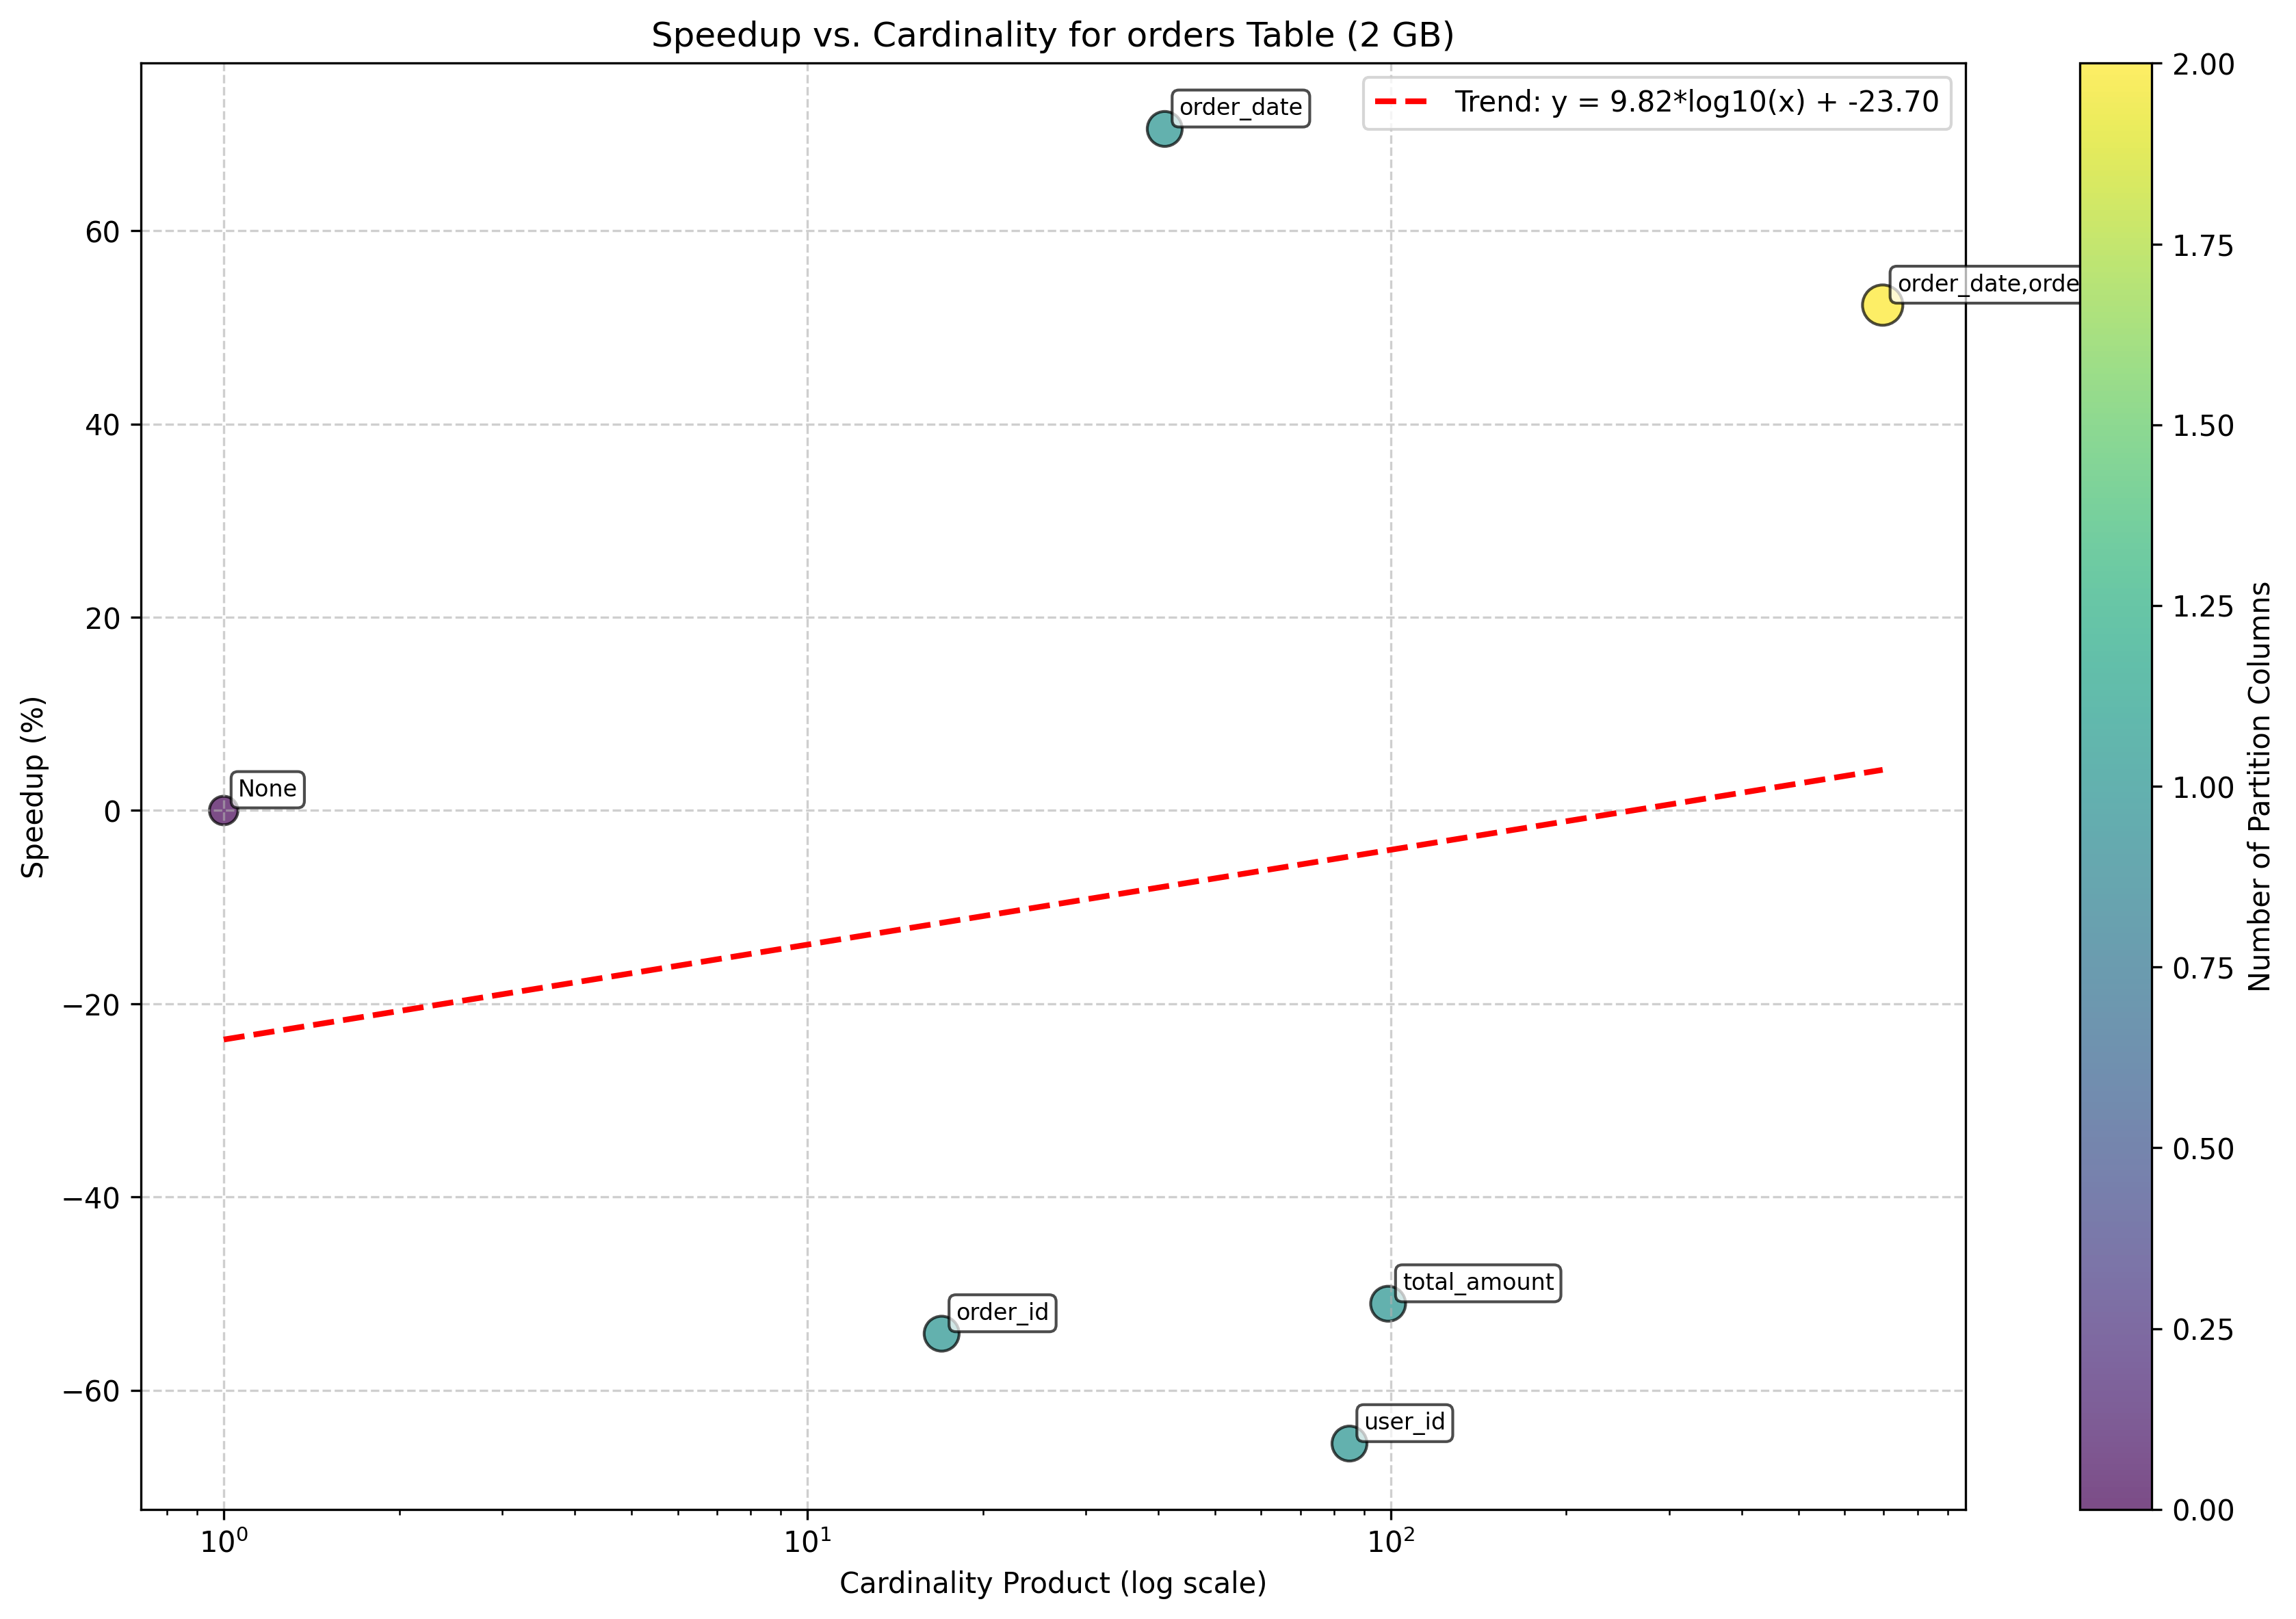 Speedup vs. Cardinality for orders Table (2 GB)
Trend: y = 9.82*log10(x) + -23.70
order_date
order_date,orde
None
total_amount
order_id
user_id
60
40
20
0
−20
−40
−60
Speedup (%)
10⁰
10¹
10²
Cardinality Product (log scale)
2.00
1.75
1.50
1.25
1.00
0.75
0.50
0.25
0.00
Number of Partition Columns